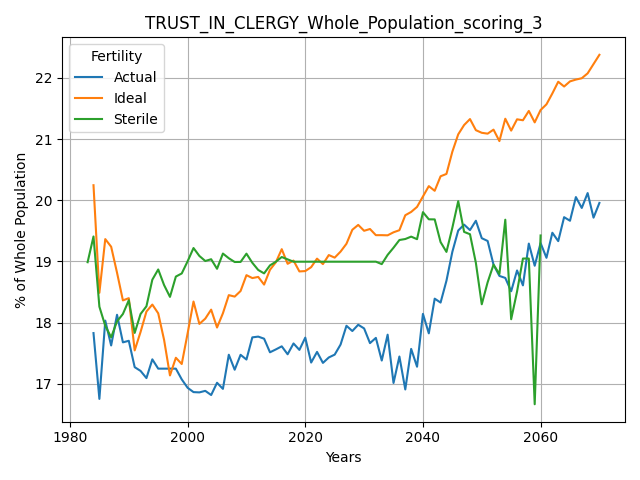 TRUST_IN_CLERGY_Whole_Population_scoring_3
Fertility
Actual
Ideal
Sterile
% of Whole Population
22
21
20
19
18
17
1980
2000
2020
2040
2060
Years